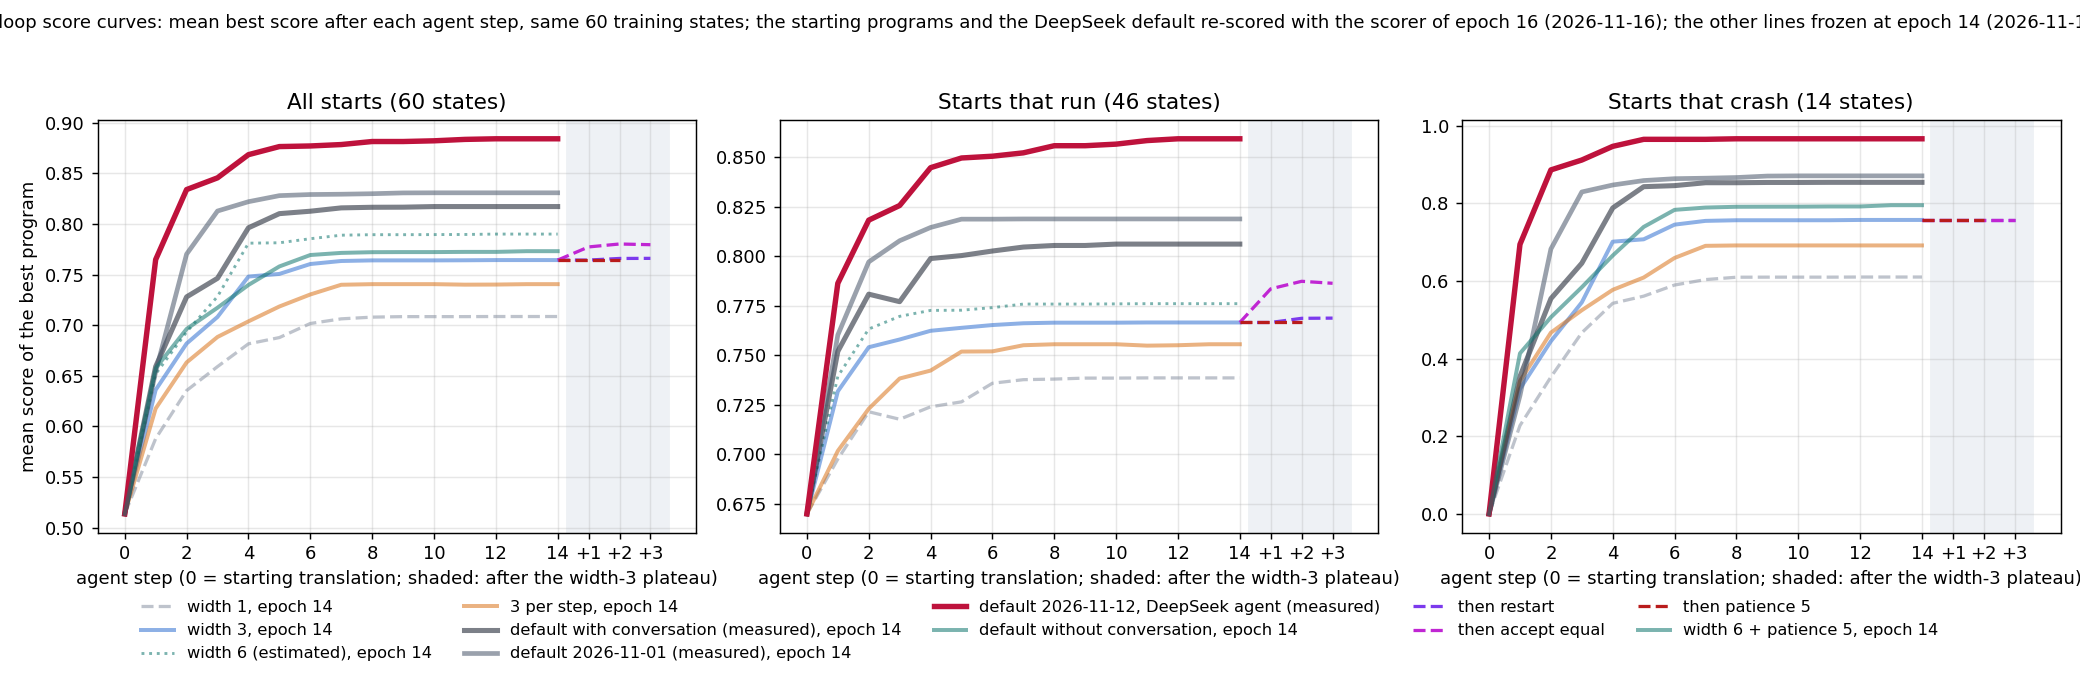 loop score curves: mean best score after each agent step, same 60 training states; the starting programs and the DeepSeek default re-scored with the scorer of epoch 16 (2026-11-16); the other lines frozen at epoch 14 (2026-11-1
All starts (60 states)
mean score of the best program
0.90
0.85
0.80
0.75
0.70
0.65
0.60
0.55
0.50
0 2 4 6 8 10 12 14 +1 +2 +3
agent step (0 = starting translation; shaded: after the width-3 plateau)
Starts that run (46 states)
0.850
0.825
0.800
0.775
0.750
0.725
0.700
0.675
0 2 4 6 8 10 12 14 +1 +2 +3
agent step (0 = starting translation; shaded: after the width-3 plateau)
Starts that crash (14 states)
1.0
0.8
0.6
0.4
0.2
0.0
0 2 4 6 8 10 12 14 +1 +2 +3
agent step (0 = starting translation; shaded: after the width-3 plateau)
width 1, epoch 14
width 3, epoch 14
width 6 (estimated), epoch 14
3 per step, epoch 14
default with conversation (measured), epoch 14
default 2026-11-01 (measured), epoch 14
default 2026-11-12, DeepSeek agent (measured)
default without conversation, epoch 14
then restart
then accept equal
then patience 5
width 6 + patience 5, epoch 14